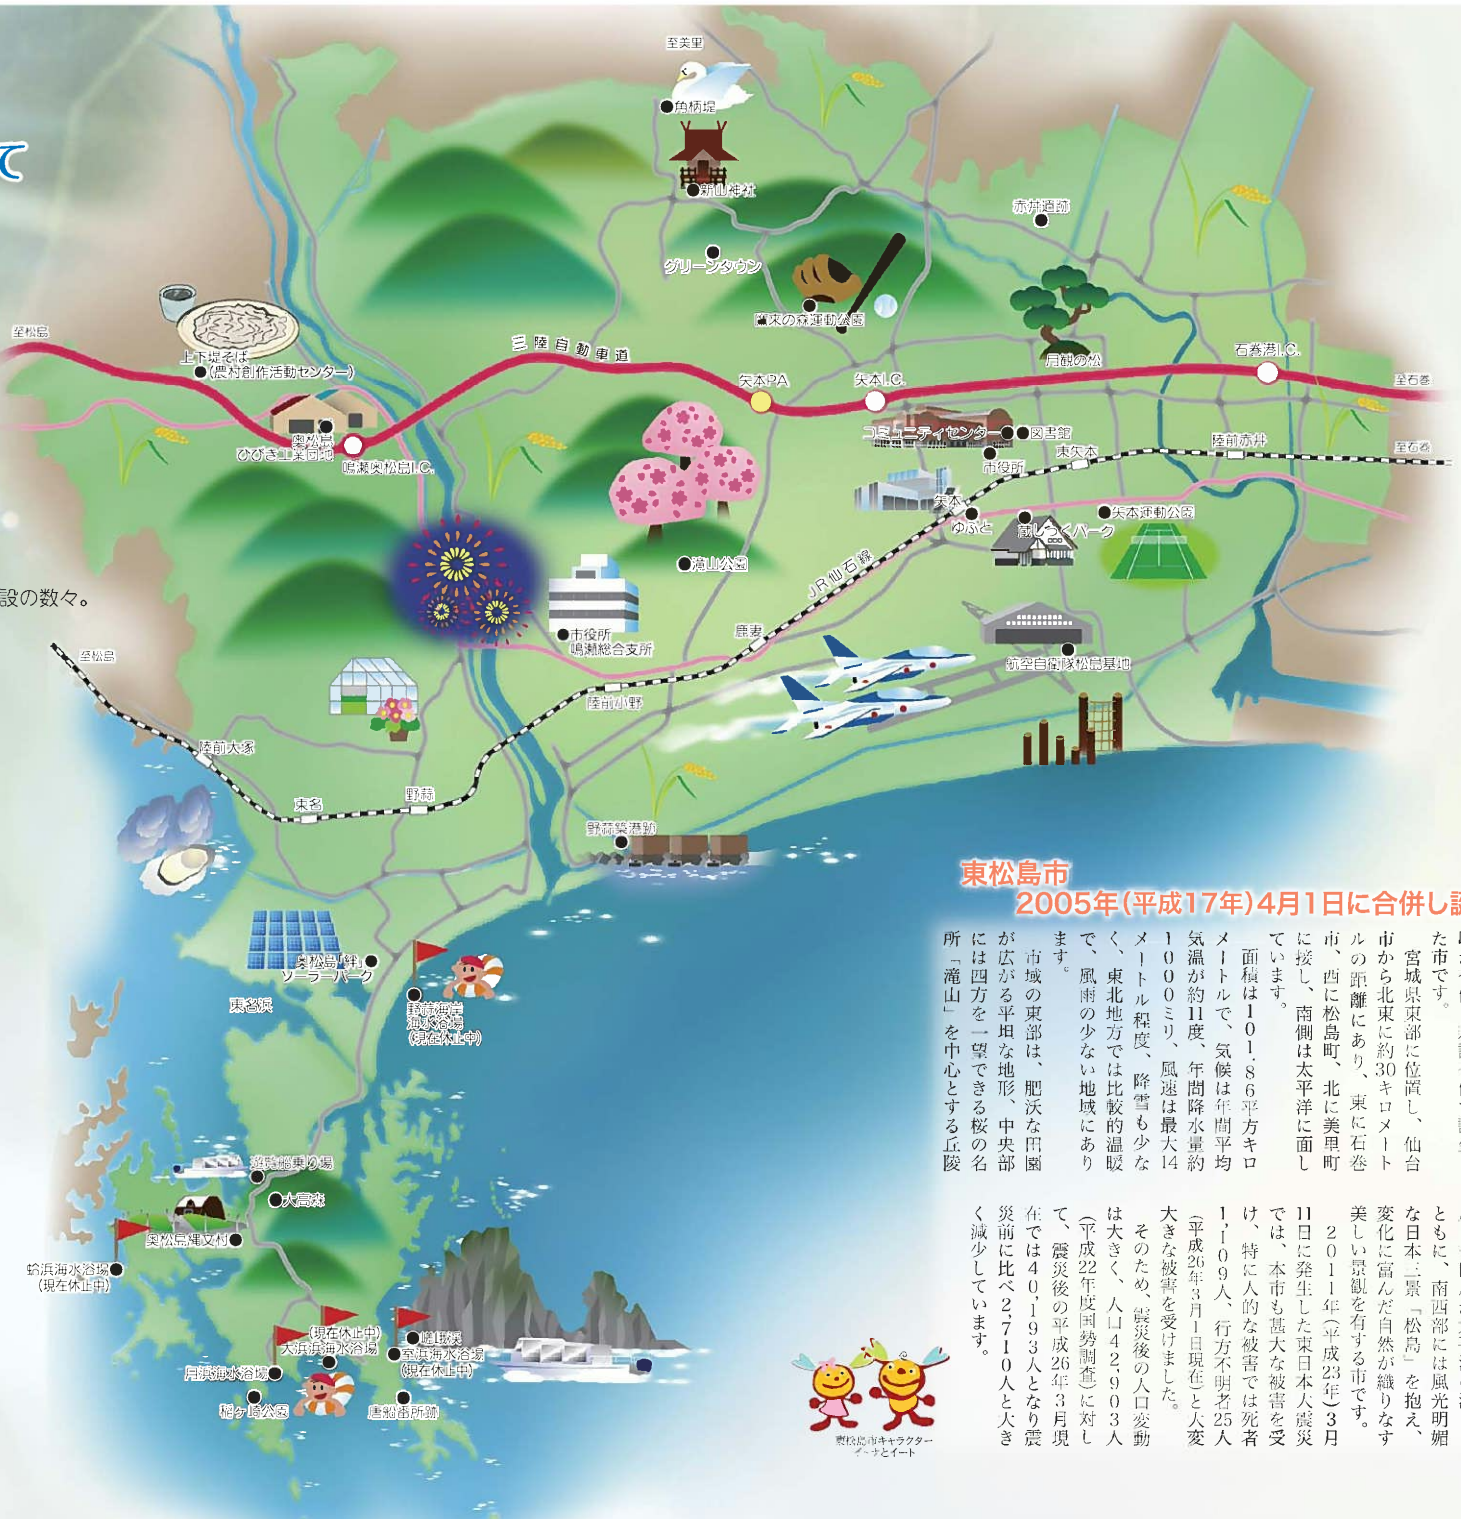 て
設の数々。
至美里
角柄堤
新山神社
グリーンタウン
赤井遺跡
鷹来の森運動公園
月観の松
至松島
上下堤そば
(農村創作活動センター)
三陸自動車道
矢本PA
矢本I.C.
石巻港I.C.
至石巻
奥松島
ひびき工業団地
鳴瀬奥松島I.C.
コミュニティセンター
図書館
市役所
東矢本
陸前赤井
至石巻
矢本
ゆぷと
蔵しっくパーク
矢本運動公園
滝山公園
JR仙石線
市役所
鳴瀬総合支所
鹿妻
航空自衛隊松島基地
至松島
陸前小野
陸前大塚
東名
野蒜
野蒜築港跡
奥松島「絆」
ソーラーパーク
東名浜
野蒜海岸
海水浴場
(現在休止中)
遊覧船乗り場
大高森
奥松島縄文村
蛤浜海水浴場
(現在休止中)
(現在休止中)
大浜浜海水浴場
月浜海水浴場
稲ヶ崎公園
嵯峨渓
室浜海水浴場
(現在休止中)
唐船番所跡
東松島市
2005年(平成17年)4月1日に合併し
た市です。
宮城県東部に位置し、仙台
市から北東に約30キロメート
ルの距離にあり、東に石巻
市、西に松島町、北に美里町
に接し、南側は太平洋に面し
ています。
面積は101.86平方キロ
メートルで、気候は年間平均
気温が約11度、年間降水量約
1000ミリ、風速は最大14
メートル程度、降雪も少な
く、東北地方では比較的温暖
で、風雨の少ない地域にあり
ます。
市域の東部は、肥沃な田園
が広がる平坦な地形、中央部
には四方を一望できる桜の名
所「滝山」を中心とする丘陵
ともに、南西部には風光明媚
な日本三景「松島」を抱え、
変化に富んだ自然が織りなす
美しい景観を有する市です。
2011年(平成23年)3月
11日に発生した東日本大震災
では、本市も甚大な被害を受
け、特に人的な被害では死者
1,109人、行方不明者25人
(平成26年3月1日現在)と大変
大きな被害を受けました。
そのため、震災後の人口変動
は大きく、人口42,903人
(平成22年度国勢調査)に対し
て、震災後の平成26年3月現
在では40,193人となり震
災前に比べ2,710人と大き
く減少しています。
東松島市キャラクター
イ〜ナとイート